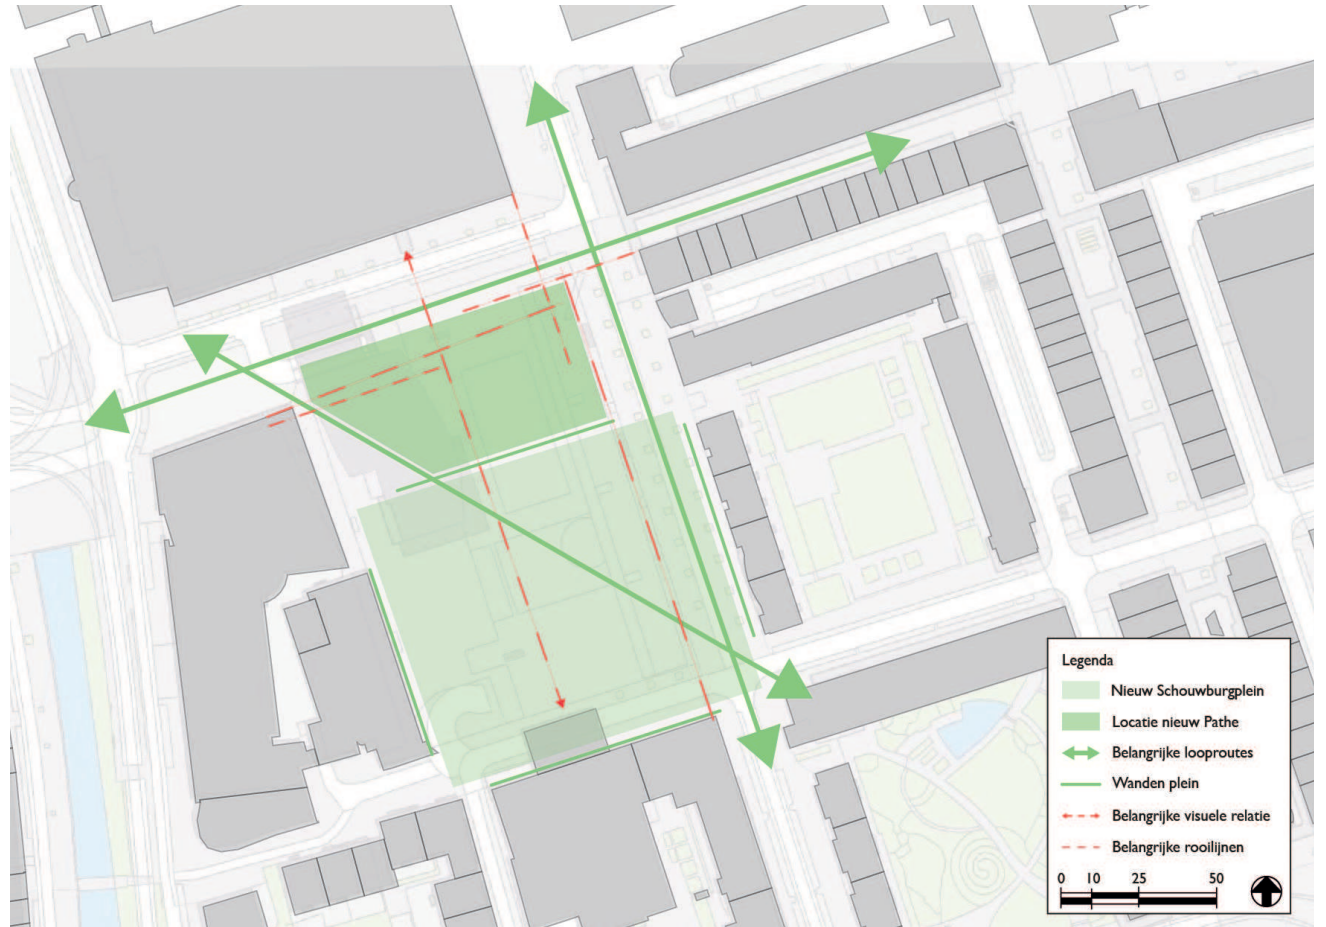 Legenda
Nieuw Schouwburgplein
Locatie nieuw Pathe
Belangrijke looproutes
Wanden plein
Belangrijke visuele relatie
Belangrijke rooilijnen
0 10 25 50